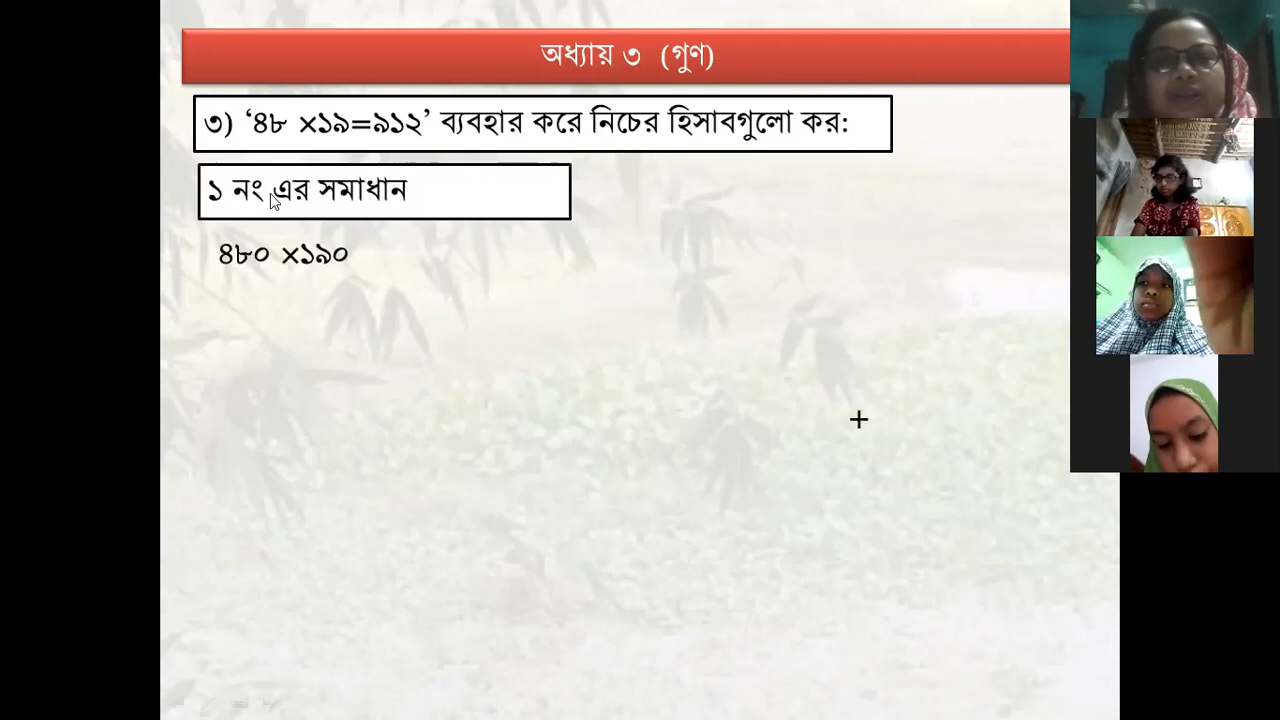 অধ্যায় ৩ (গুণ)
৩) ‘৪৮ ×১৯=৯১২’ ব্যবহার করে নিচের হিসাবগুলো কর:
১ নং এর সমাধান
৪৮০ ×১৯০
+